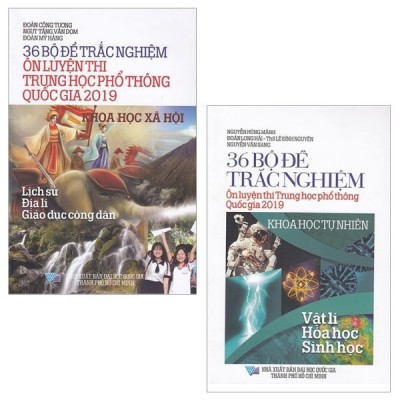 ĐOÀN CÔNG TƯƠNG
NGƯT TĂNG VĂN DOM
ĐOÀN MỸ HẰNG
36 BỘ ĐỀ TRẮC NGHIỆM
ÔN LUYỆN THI
TRUNG HỌC PHỔ THÔNG
QUỐC GIA 2019
KHOA HỌC XÃ HỘI
Lịch sử
Địa lí
Giáo dục công dân
NHÀ XUẤT BẢN ĐẠI HỌC QUỐC GIA
THÀNH PHỐ HỒ CHÍ MINH
NGUYỄN HÙNG MÃNH
ĐOÀN LONG HẢI - ThS LÊ ĐÌNH NGUYÊN
NGUYỄN VĂN SANG
36 BỘ ĐỀ
TRẮC NGHIỆM
Ôn luyện thi Trung học phổ thông
Quốc gia 2019
KHOA HỌC TỰ NHIÊN
Vật lí
Hóa học
Sinh học
NHÀ XUẤT BẢN ĐẠI HỌC QUỐC GIA
THÀNH PHỐ HỒ CHÍ MINH